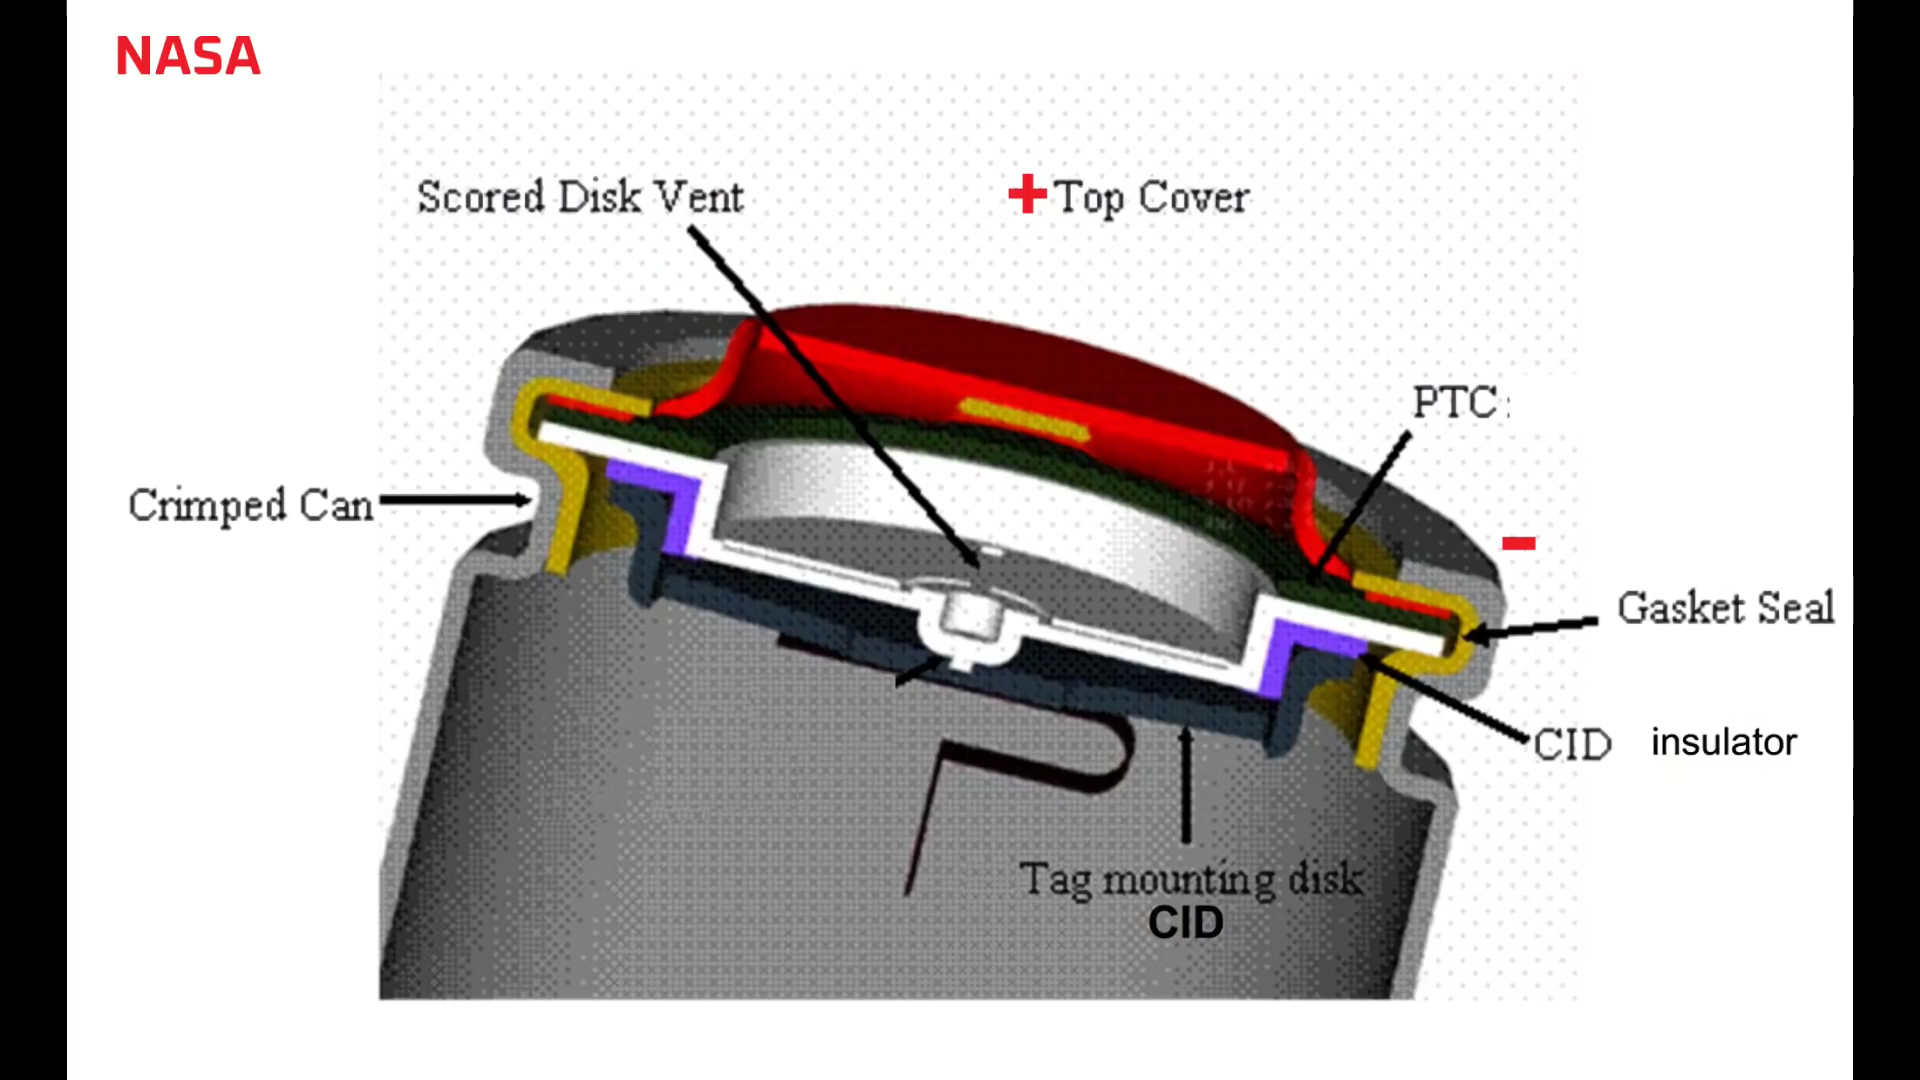 NASA
Scored Disk Vent
+ Top Cover
PTC:
Crimped Can
-
Gasket Seal
CID insulator
Tag mounting disk
CID